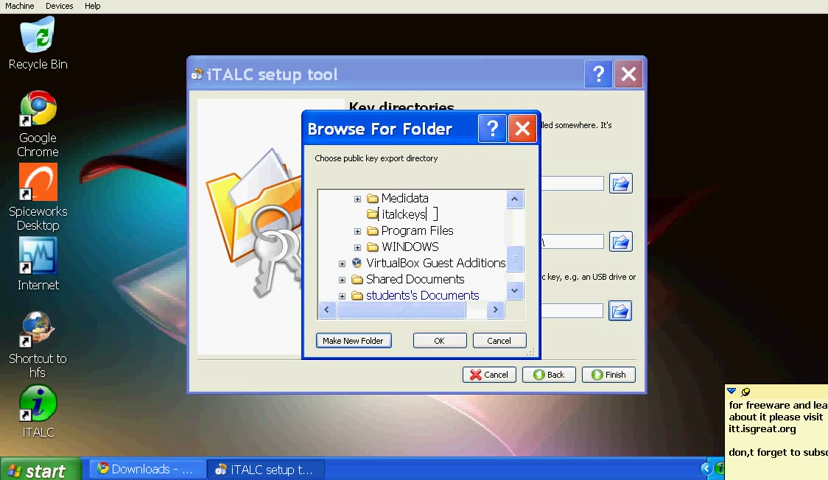 Machine Devices Help
Recycle Bin
Google
Chrome
Spiceworks
Desktop
Internet
Shortcut to
hfs
iTALC
iTALC setup tool
Key directories
lled somewhere. It's
\
ic key, e.g. an USB drive or
Cancel
Back
Finish
Browse For Folder
Choose public key export directory
Medidata
italckeys
Program Files
WINDOWS
VirtualBox Guest Additions
Shared Documents
students's Documents
Make New Folder
OK
Cancel
for freeware and lea
about it please visit
itt.isgreat.org
don,t forget to subsc
start
Downloads - ...
iTALC setup t...